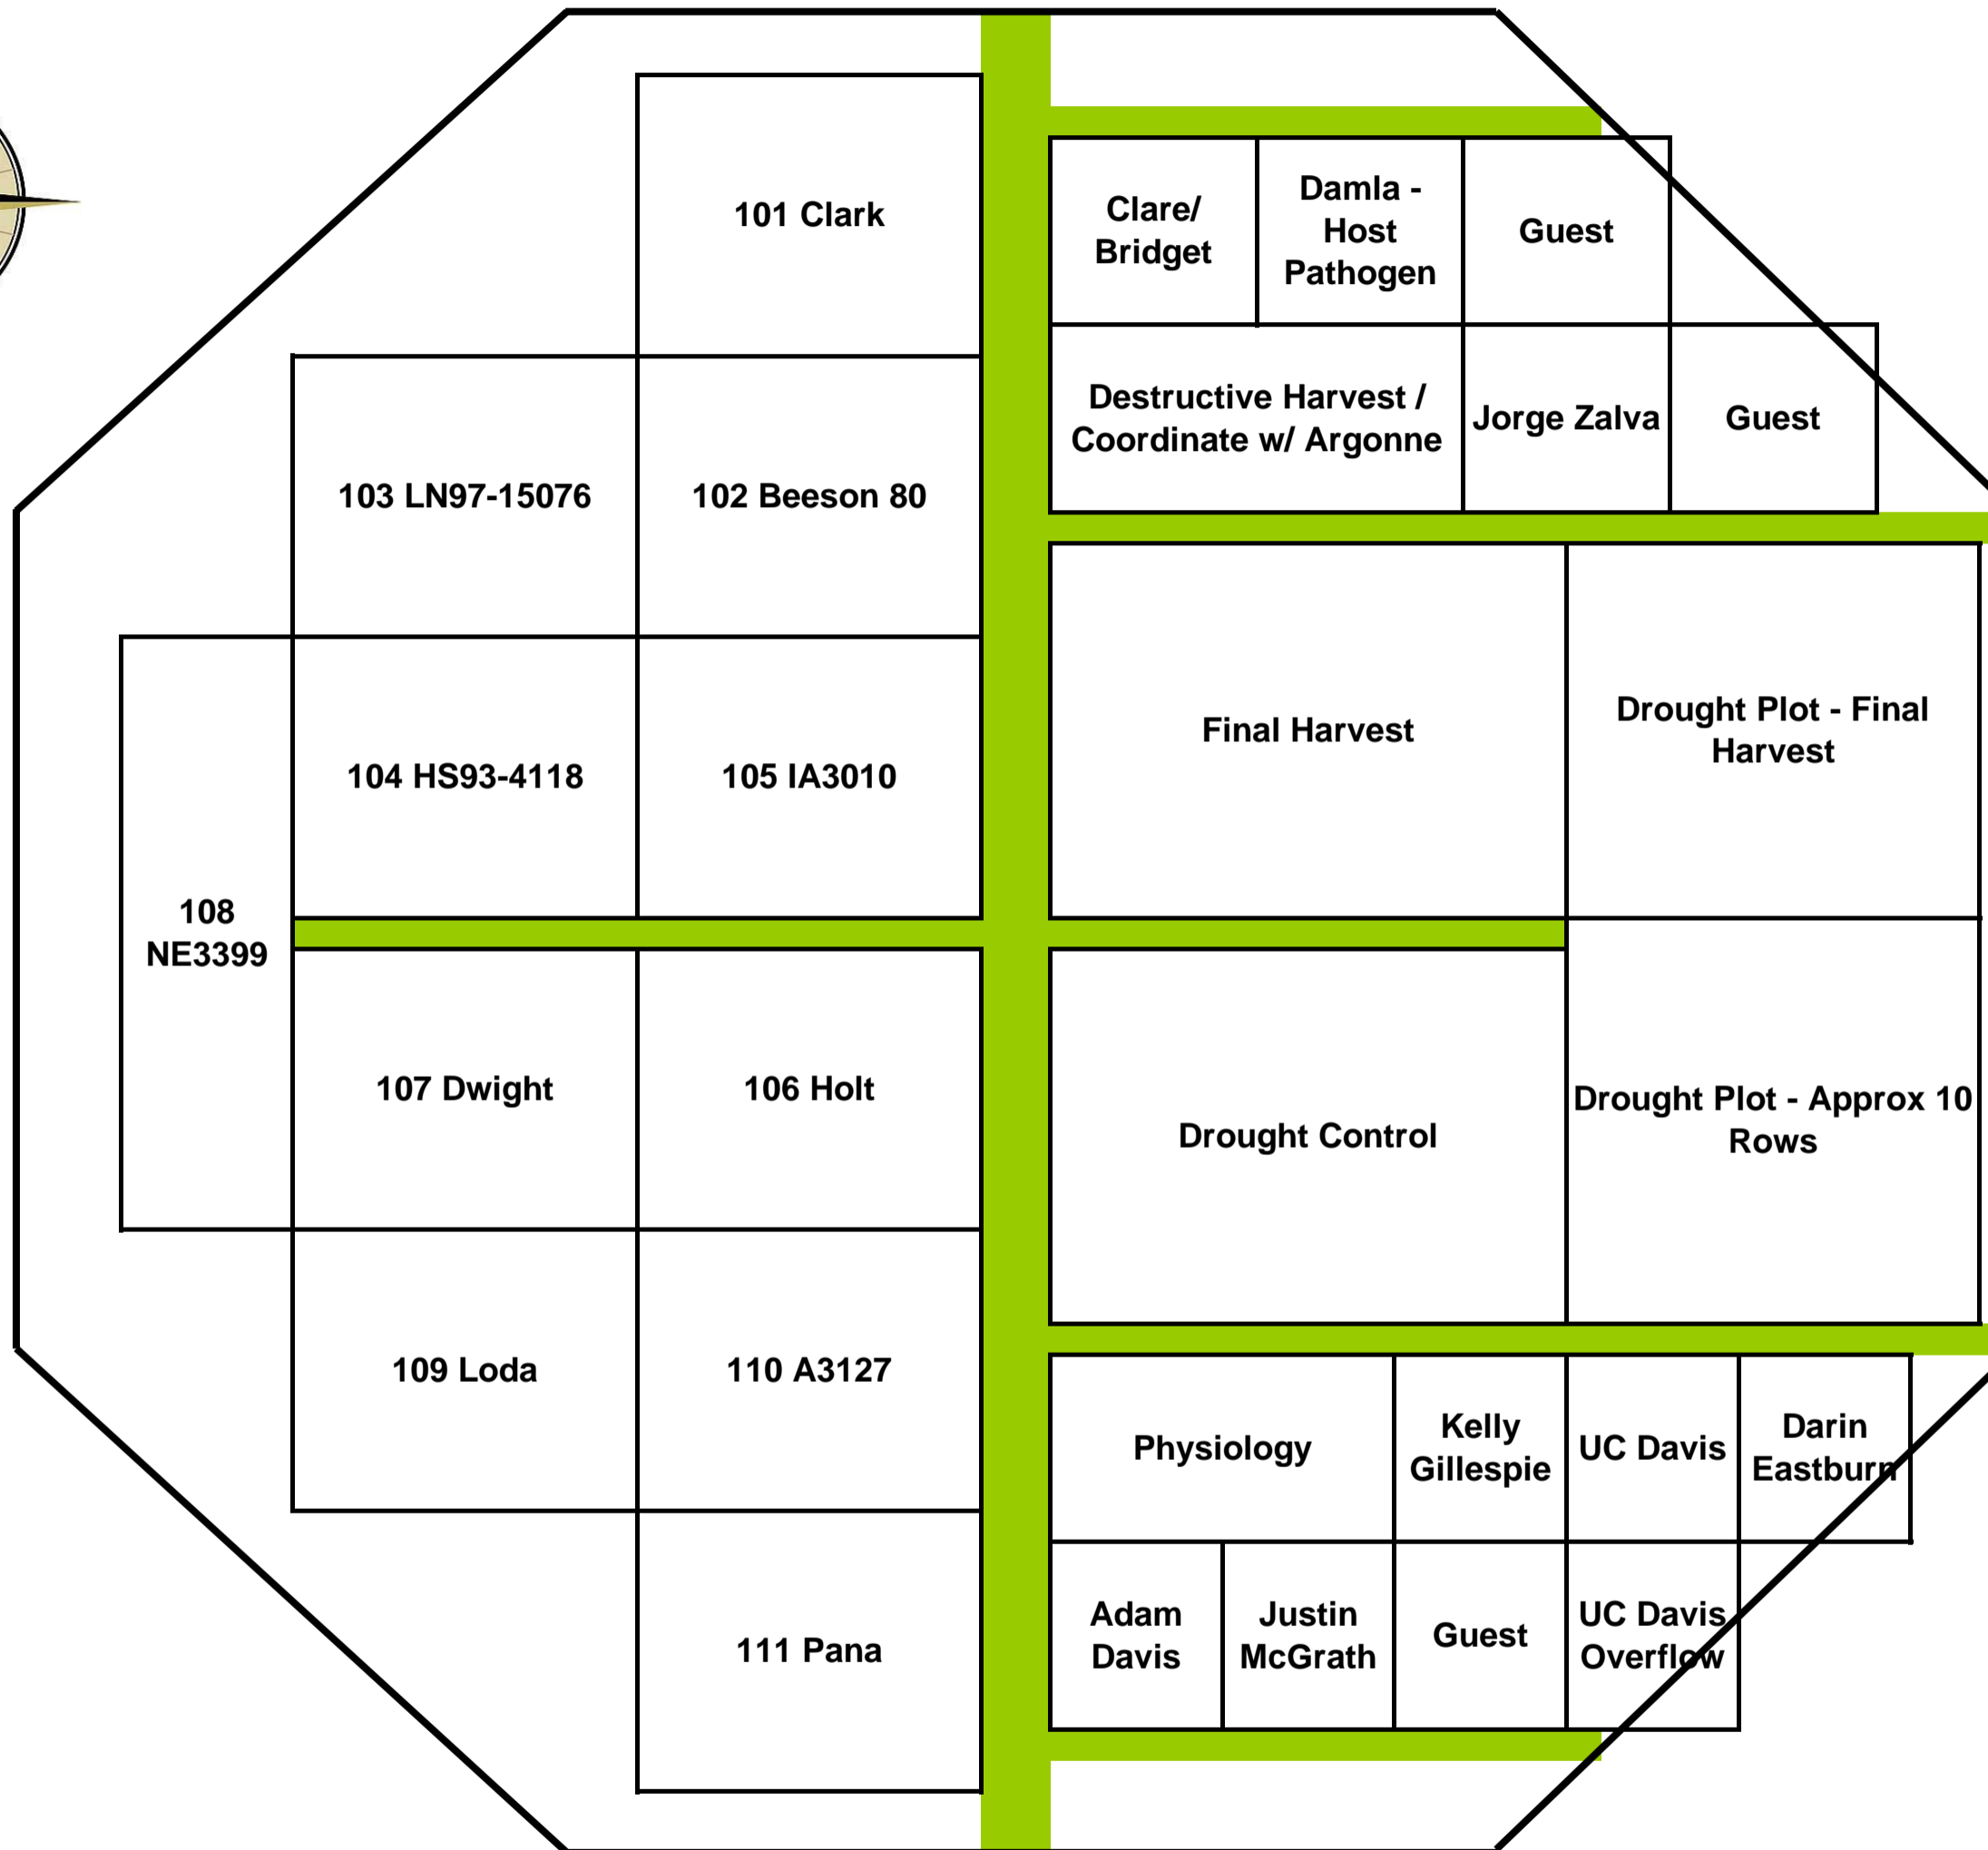 101 Clark
Clare/
Bridget
Damla -
Host
Pathogen
Guest
Destructive Harvest /
Coordinate w/ Argonne
Jorge Zalva
Guest
103 LN97-15076
102 Beeson 80
Final Harvest
Drought Plot - Final
Harvest
104 HS93-4118
105 IA3010
108
NE3399
107 Dwight
106 Holt
Drought Control
Drought Plot - Approx 10
Rows
109 Loda
110 A3127
Physiology
Kelly
Gillespie
UC Davis
Darin
Eastburn
111 Pana
Adam
Davis
Justin
McGrath
Guest
UC Davis
Overflow